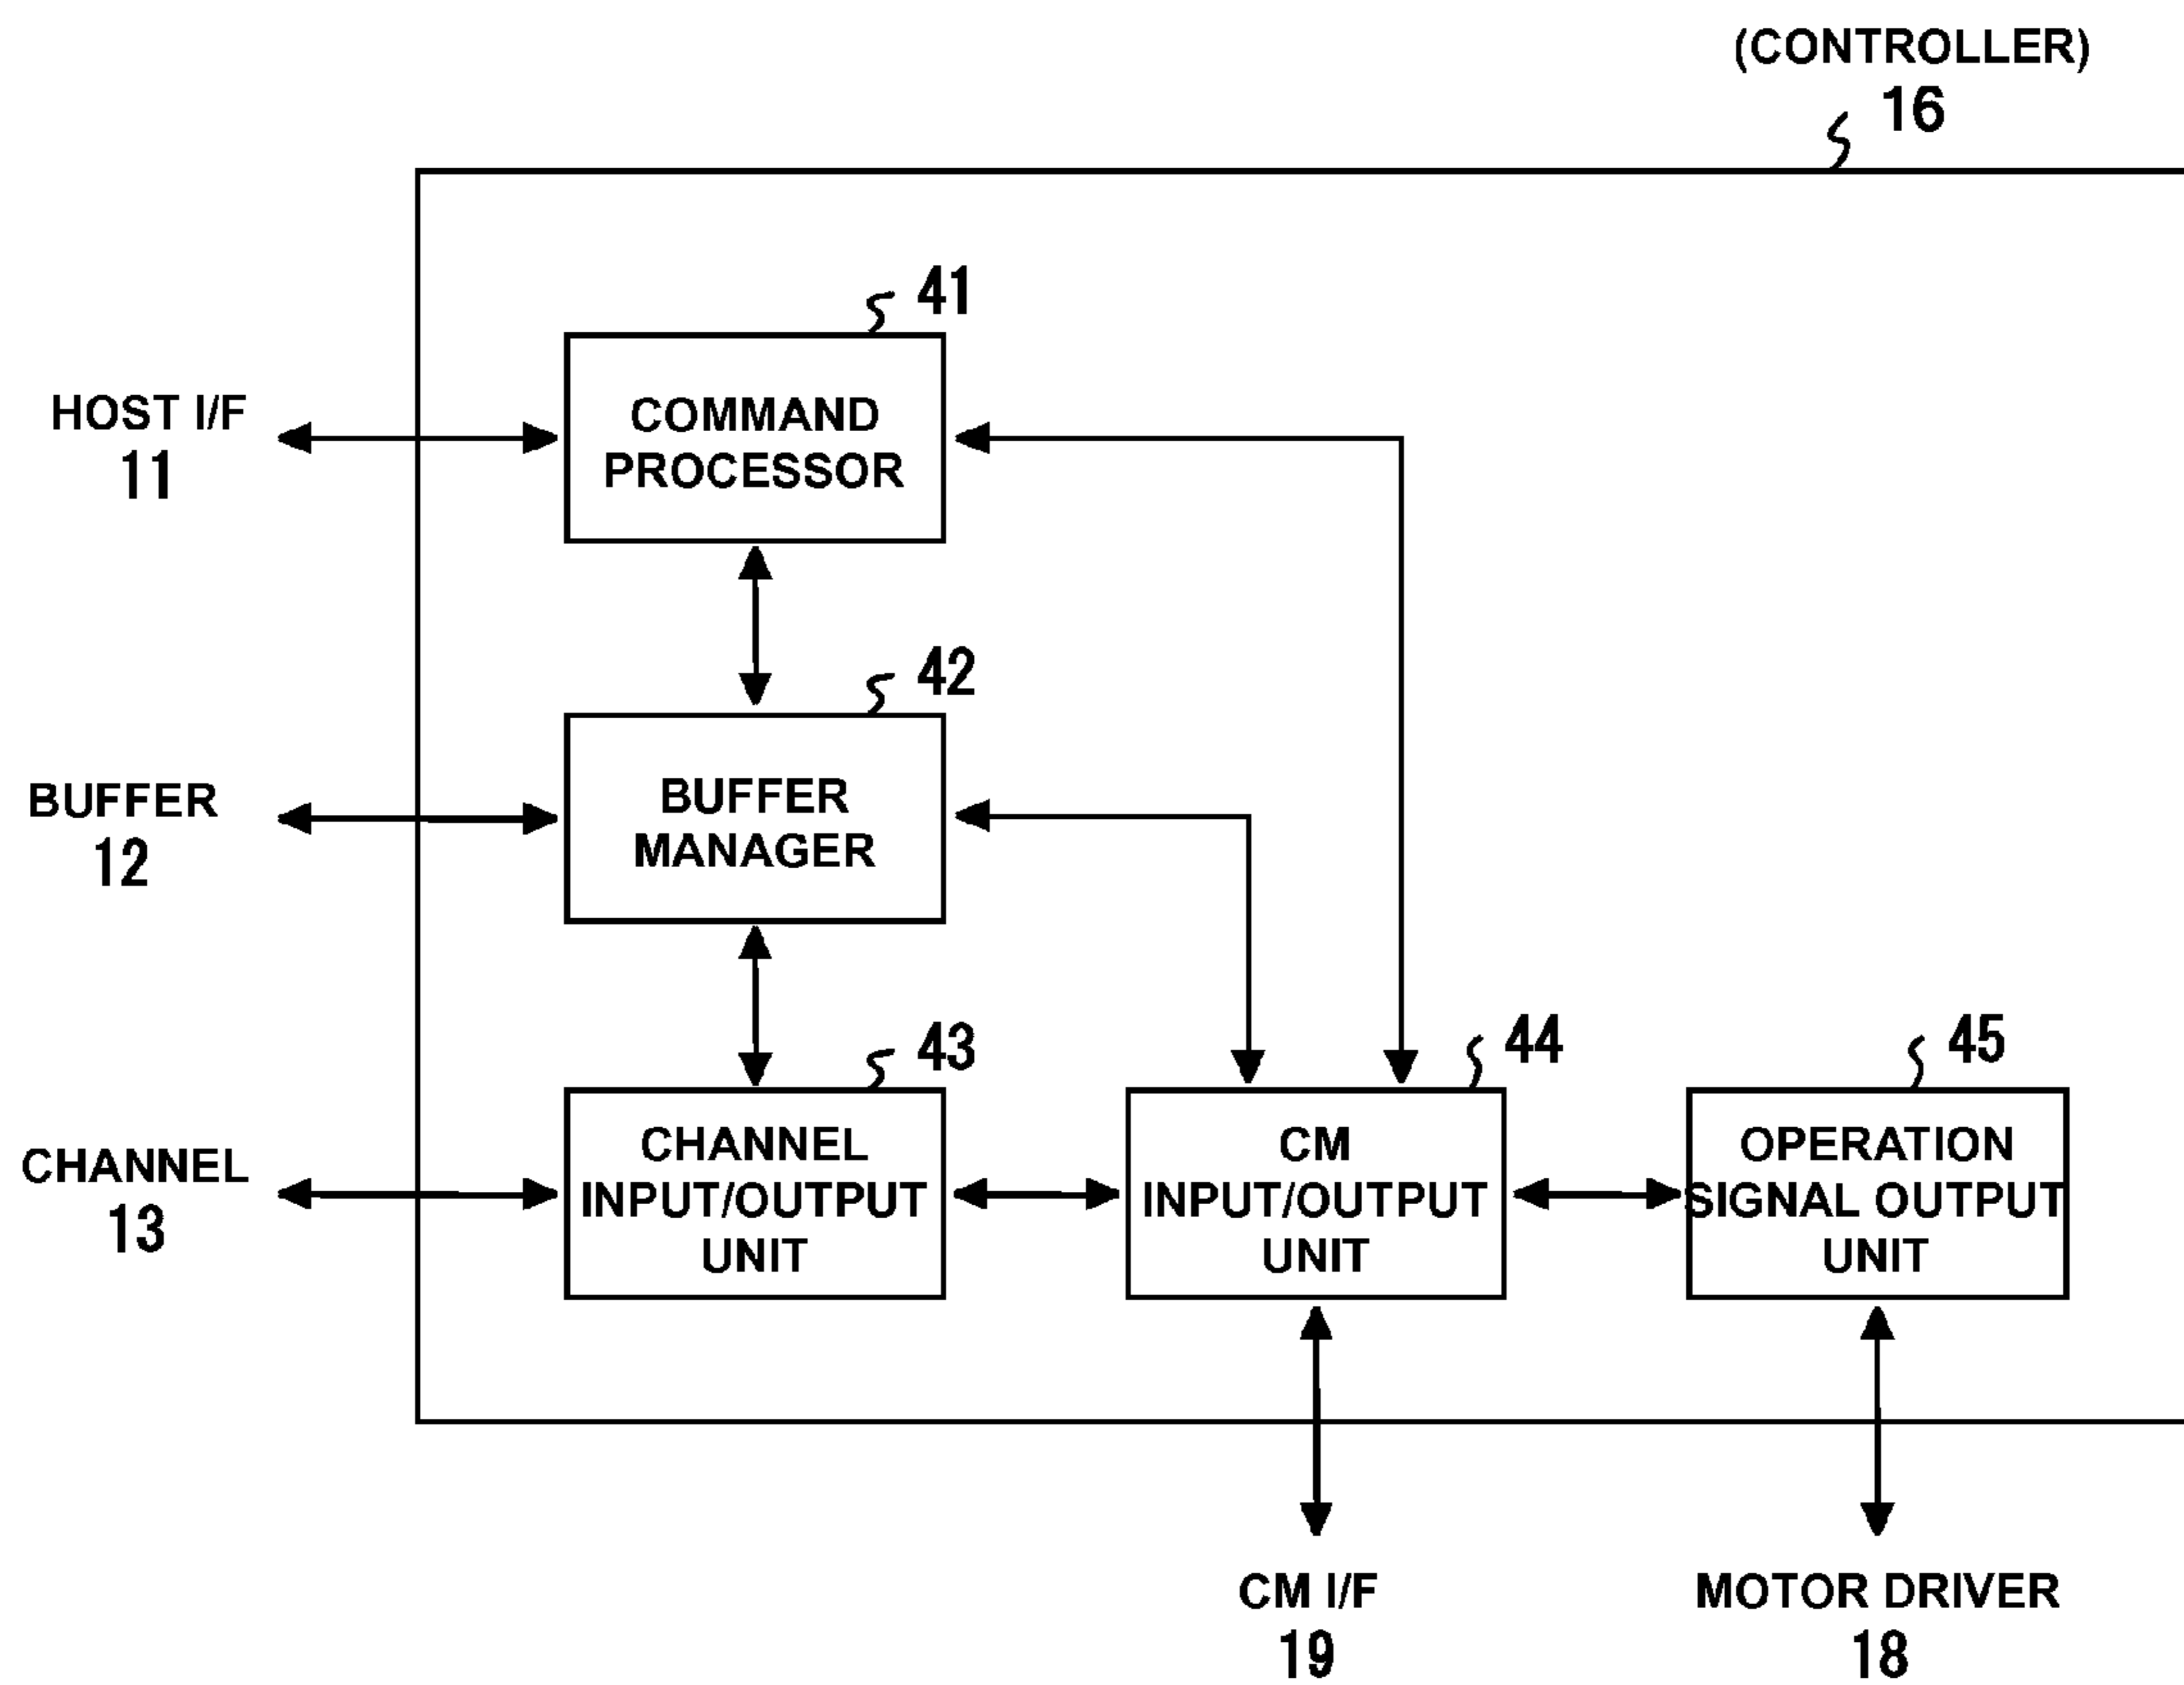 (CONTROLLER)
16
41
HOST I/F
11
COMMAND
PROCESSOR
42
BUFFER
12
BUFFER
MANAGER
43
44
45
CHANNEL
13
CHANNEL
INPUT/OUTPUT
UNIT
CM
INPUT/OUTPUT
UNIT
OPERATION
SIGNAL OUTPUT
UNIT
CM I/F
19
MOTOR DRIVER
18